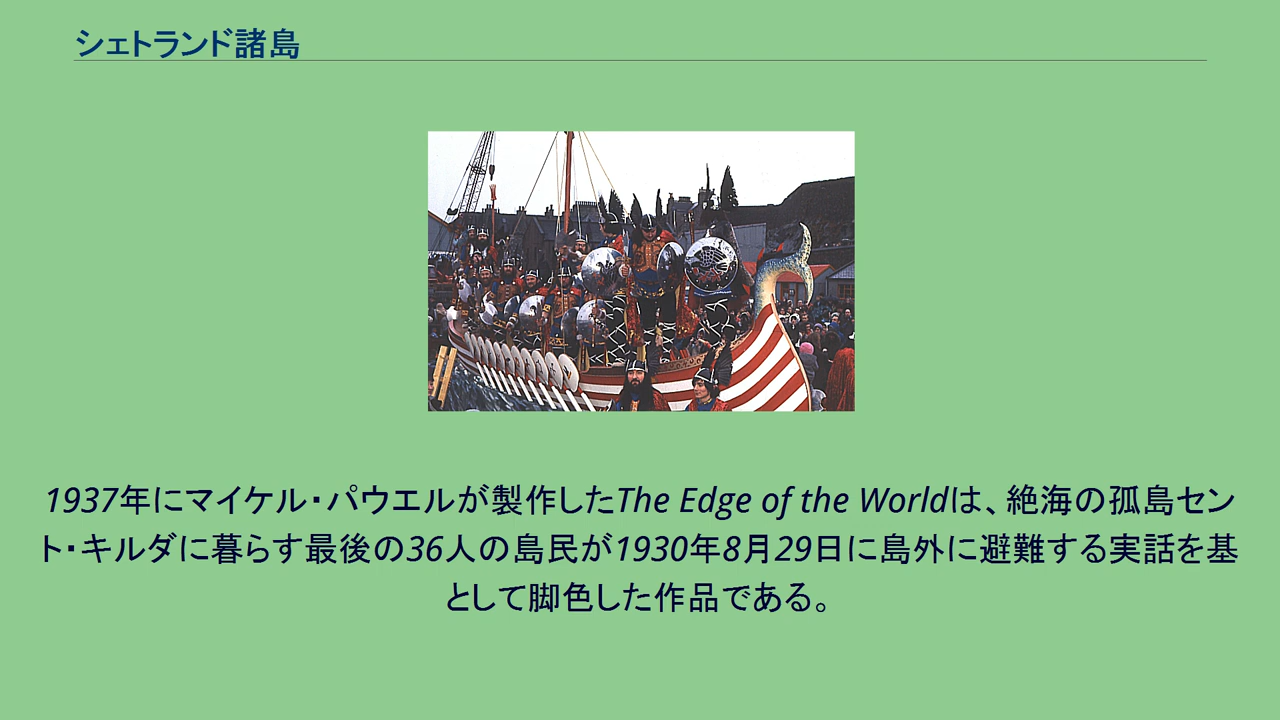 シェトランド諸島
1937年にマイケル・パウエルが製作したThe Edge of the Worldは、絶海の孤島セン
ト・キルダに暮らす最後の36人の島民が1930年8月29日に島外に避難する実話を基
として脚色した作品である。